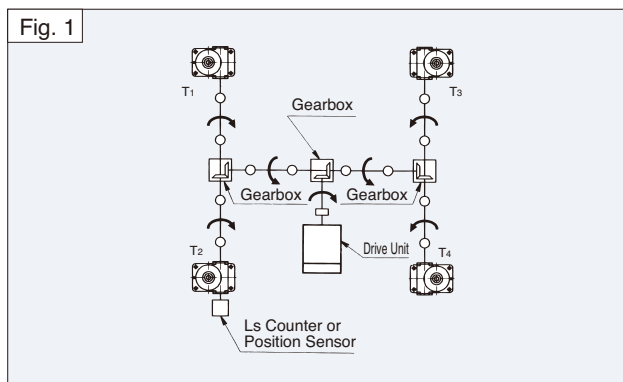 Fig. 1
T1
T3
Gearbox
Gearbox
Gearbox
T2
Drive Unit
T4
Ls Counter or
Position Sensor